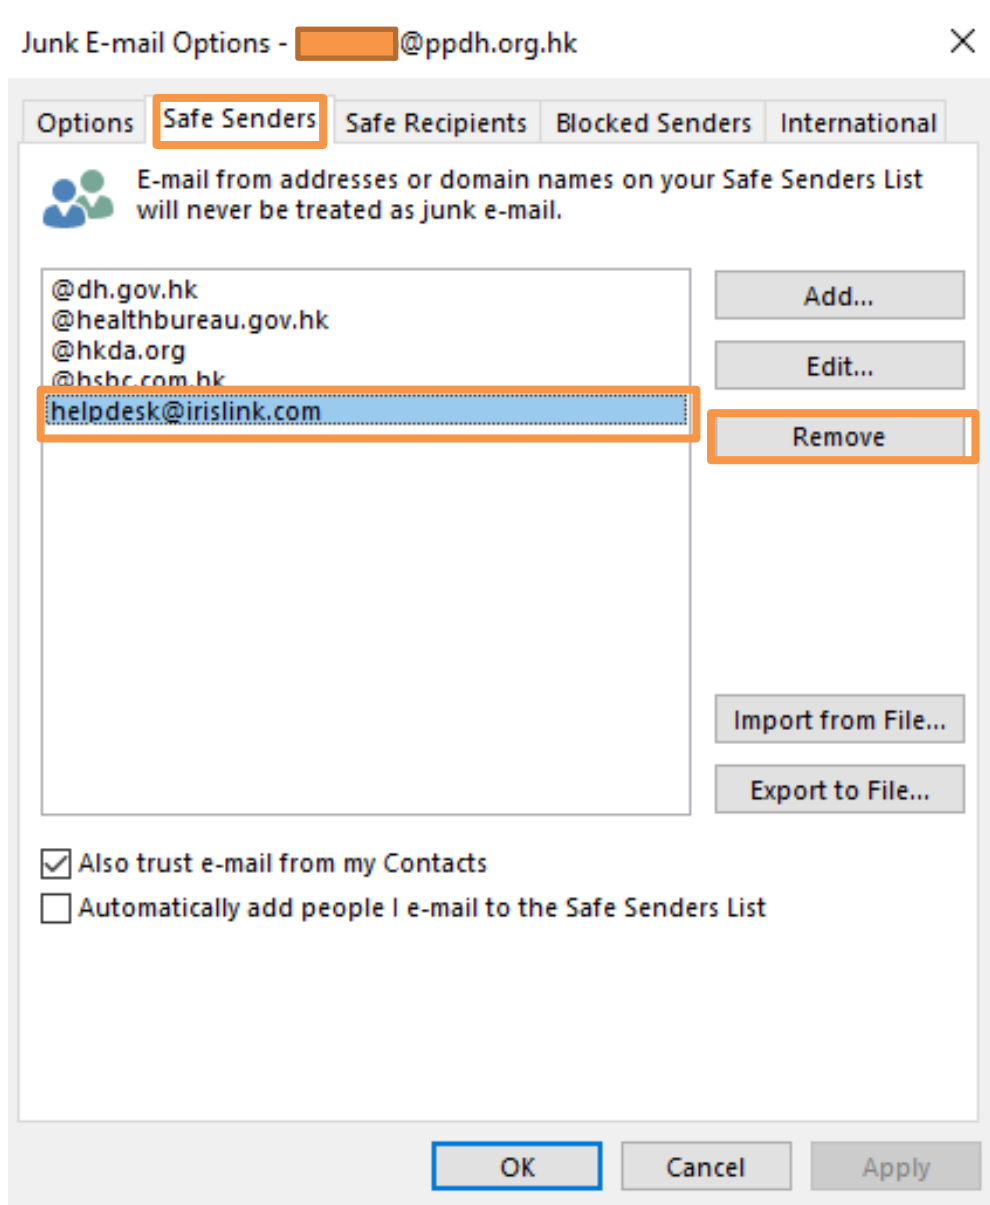 Junk E-mail Options - @ppdh.org.hk
Options Safe Senders Safe Recipients Blocked Senders International
E-mail from addresses or domain names on your Safe Senders List
will never be treated as junk e-mail.
@dh.gov.hk
@healthbureau.gov.hk
@hkda.org
@hsbc.com.hk
helpdesk@irislink.com
Add...
Edit...
Remove
Import from File...
Export to File...
Also trust e-mail from my Contacts
Automatically add people I e-mail to the Safe Senders List
OK Cancel Apply